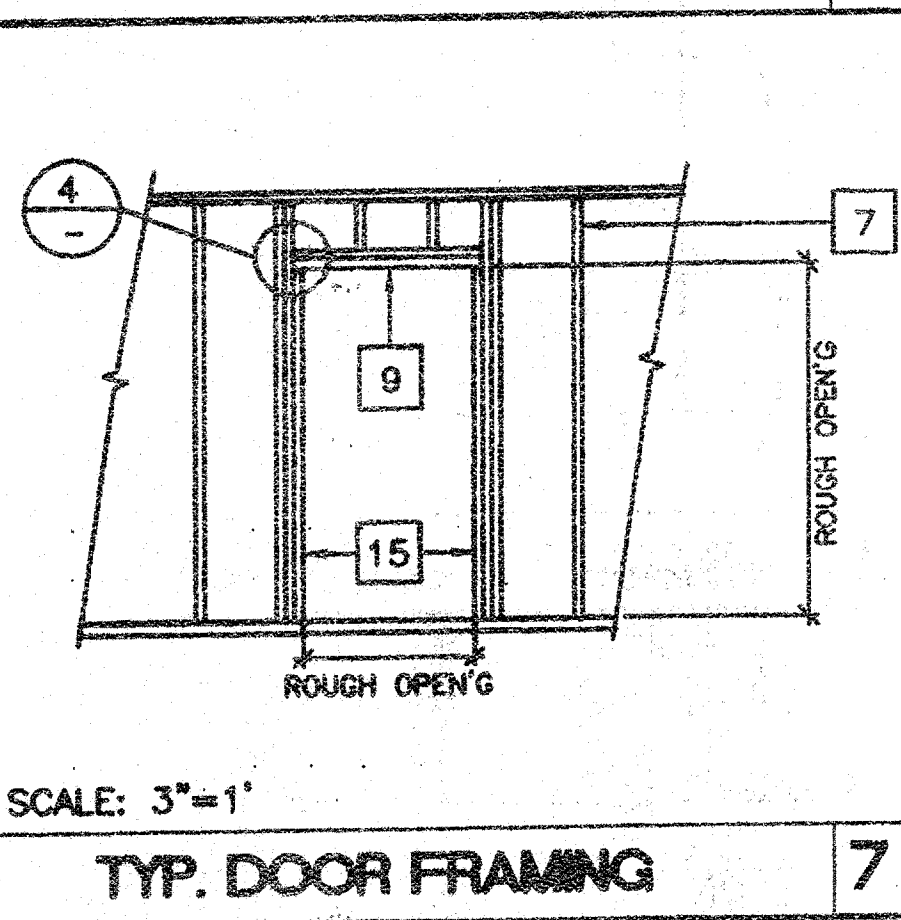 4
-
7
9
ROUGH OPEN'G
15
ROUGH OPEN'G
SCALE: 3"=1'
TYP. DOOR FRAMING
7